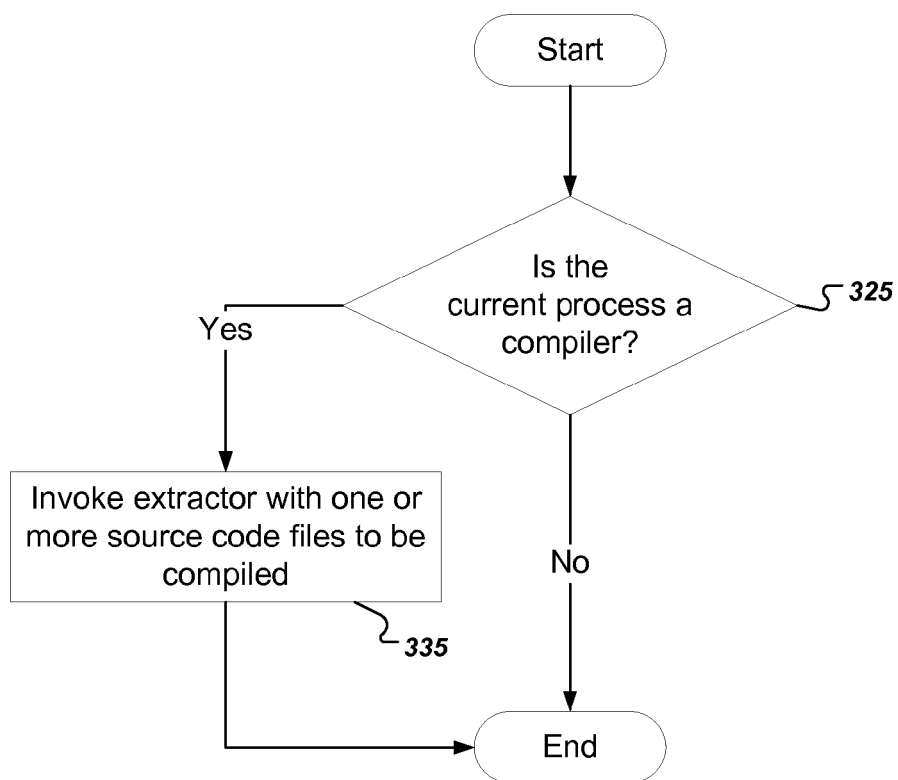 Start
Is the
current process a
compiler?
325
Yes
Invoke extractor with one or
more source code files to be
compiled
335
No
End